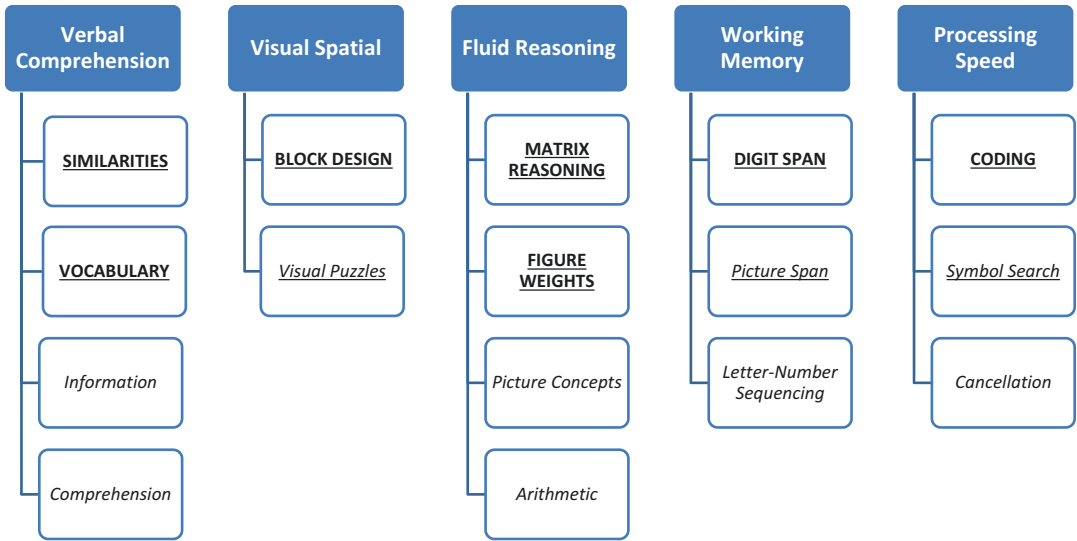 Verbal
Comprehension
SIMILARITIES
VOCABULARY
Information
Comprehension
Visual Spatial
BLOCK DESIGN
Visual Puzzles
Fluid Reasoning
MATRIX
REASONING
FIGURE
WEIGHTS
Picture Concepts
Arithmetic
Working
Memory
DIGIT SPAN
Picture Span
Letter-Number
Sequencing
Processing
Speed
CODING
Symbol Search
Cancellation